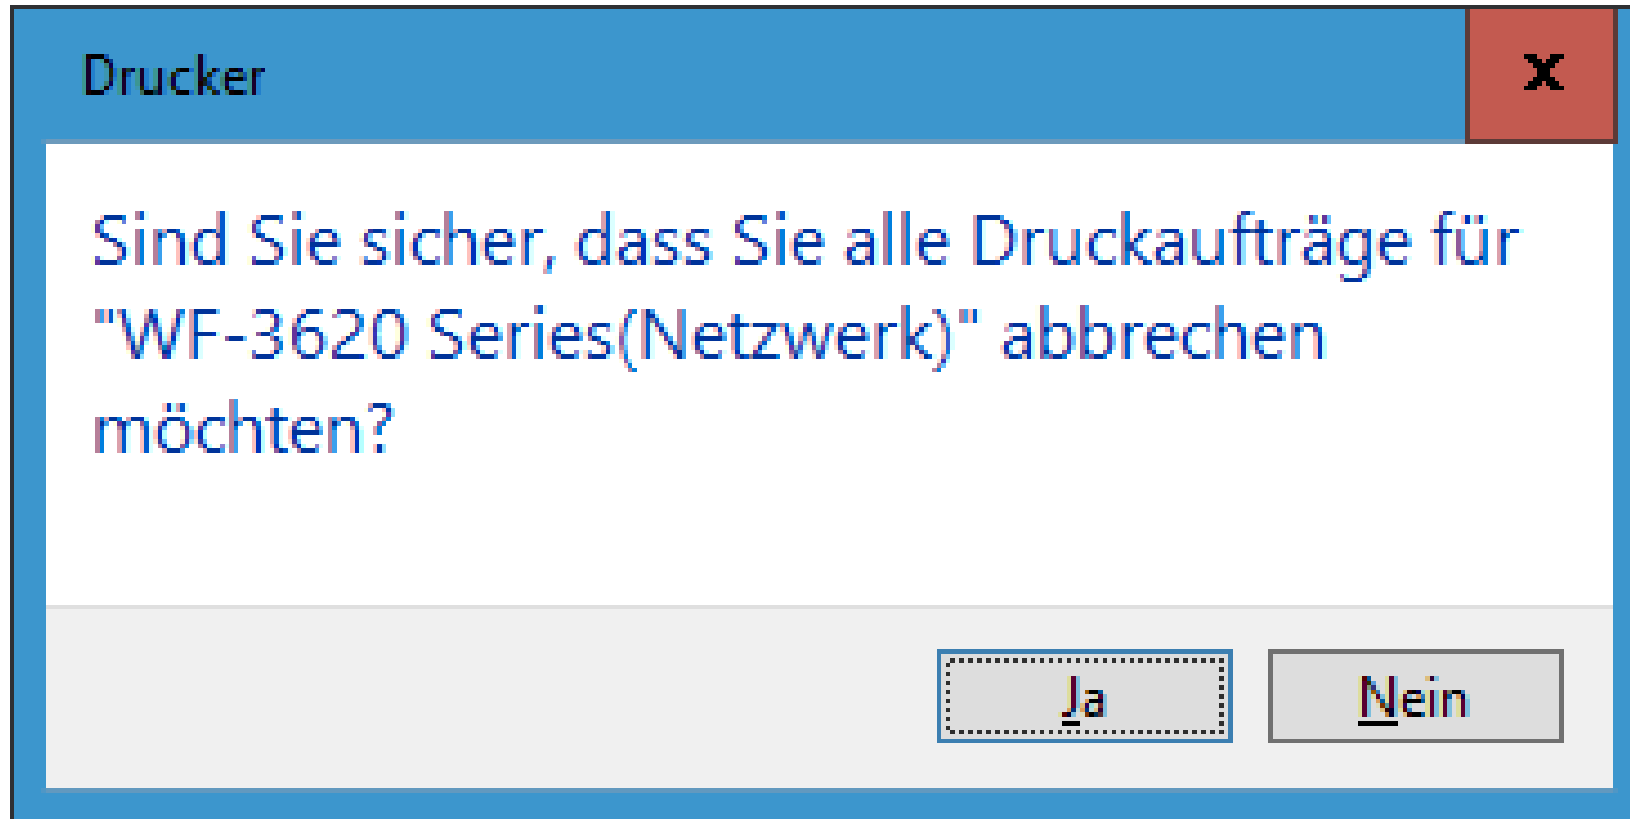 Drucker
x
Sind Sie sicher, dass Sie alle Druckaufträge für
"WF-3620 Series(Netzwerk)" abbrechen
möchten?
Ja Nein